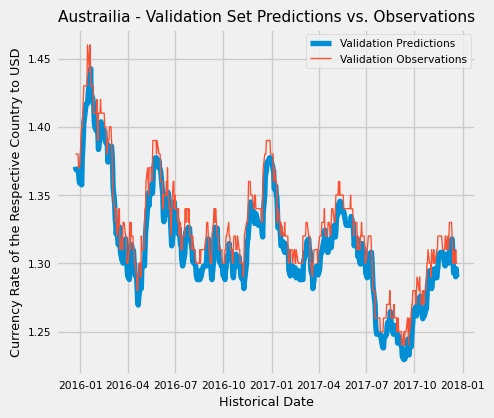 Austrailia - Validation Set Predictions vs. Observations
Validation Predictions
Validation Observations
Currency Rate of the Respective Country to USD
1.45
1.40
1.35
1.30
1.25
2016-01 2016-04 2016-07 2016-10 2017-01 2017-04 2017-07 2017-10 2018-01
Historical Date